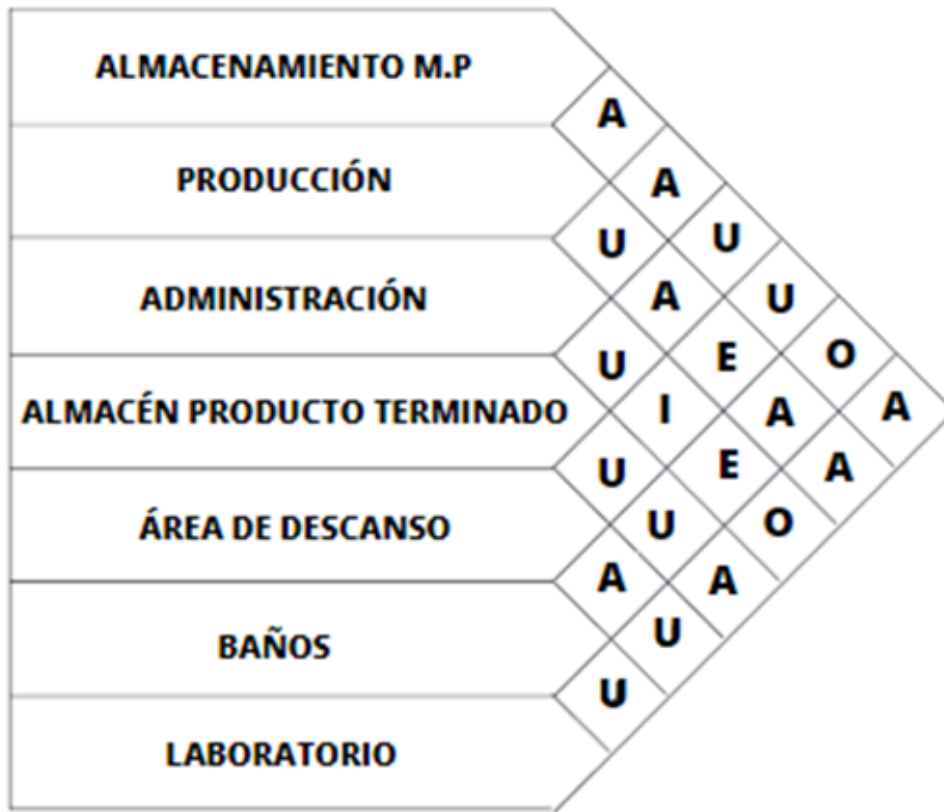 ALMACENAMIENTO M.P
A
PRODUCCIÓN
A
U
U
ADMINISTRACIÓN
A
U
U
E
O
ALMACÉN PRODUCTO TERMINADO
I
A
A
U
E
A
ÁREA DE DESCANSO
U
O
A
A
BAÑOS
U
U
LABORATORIO